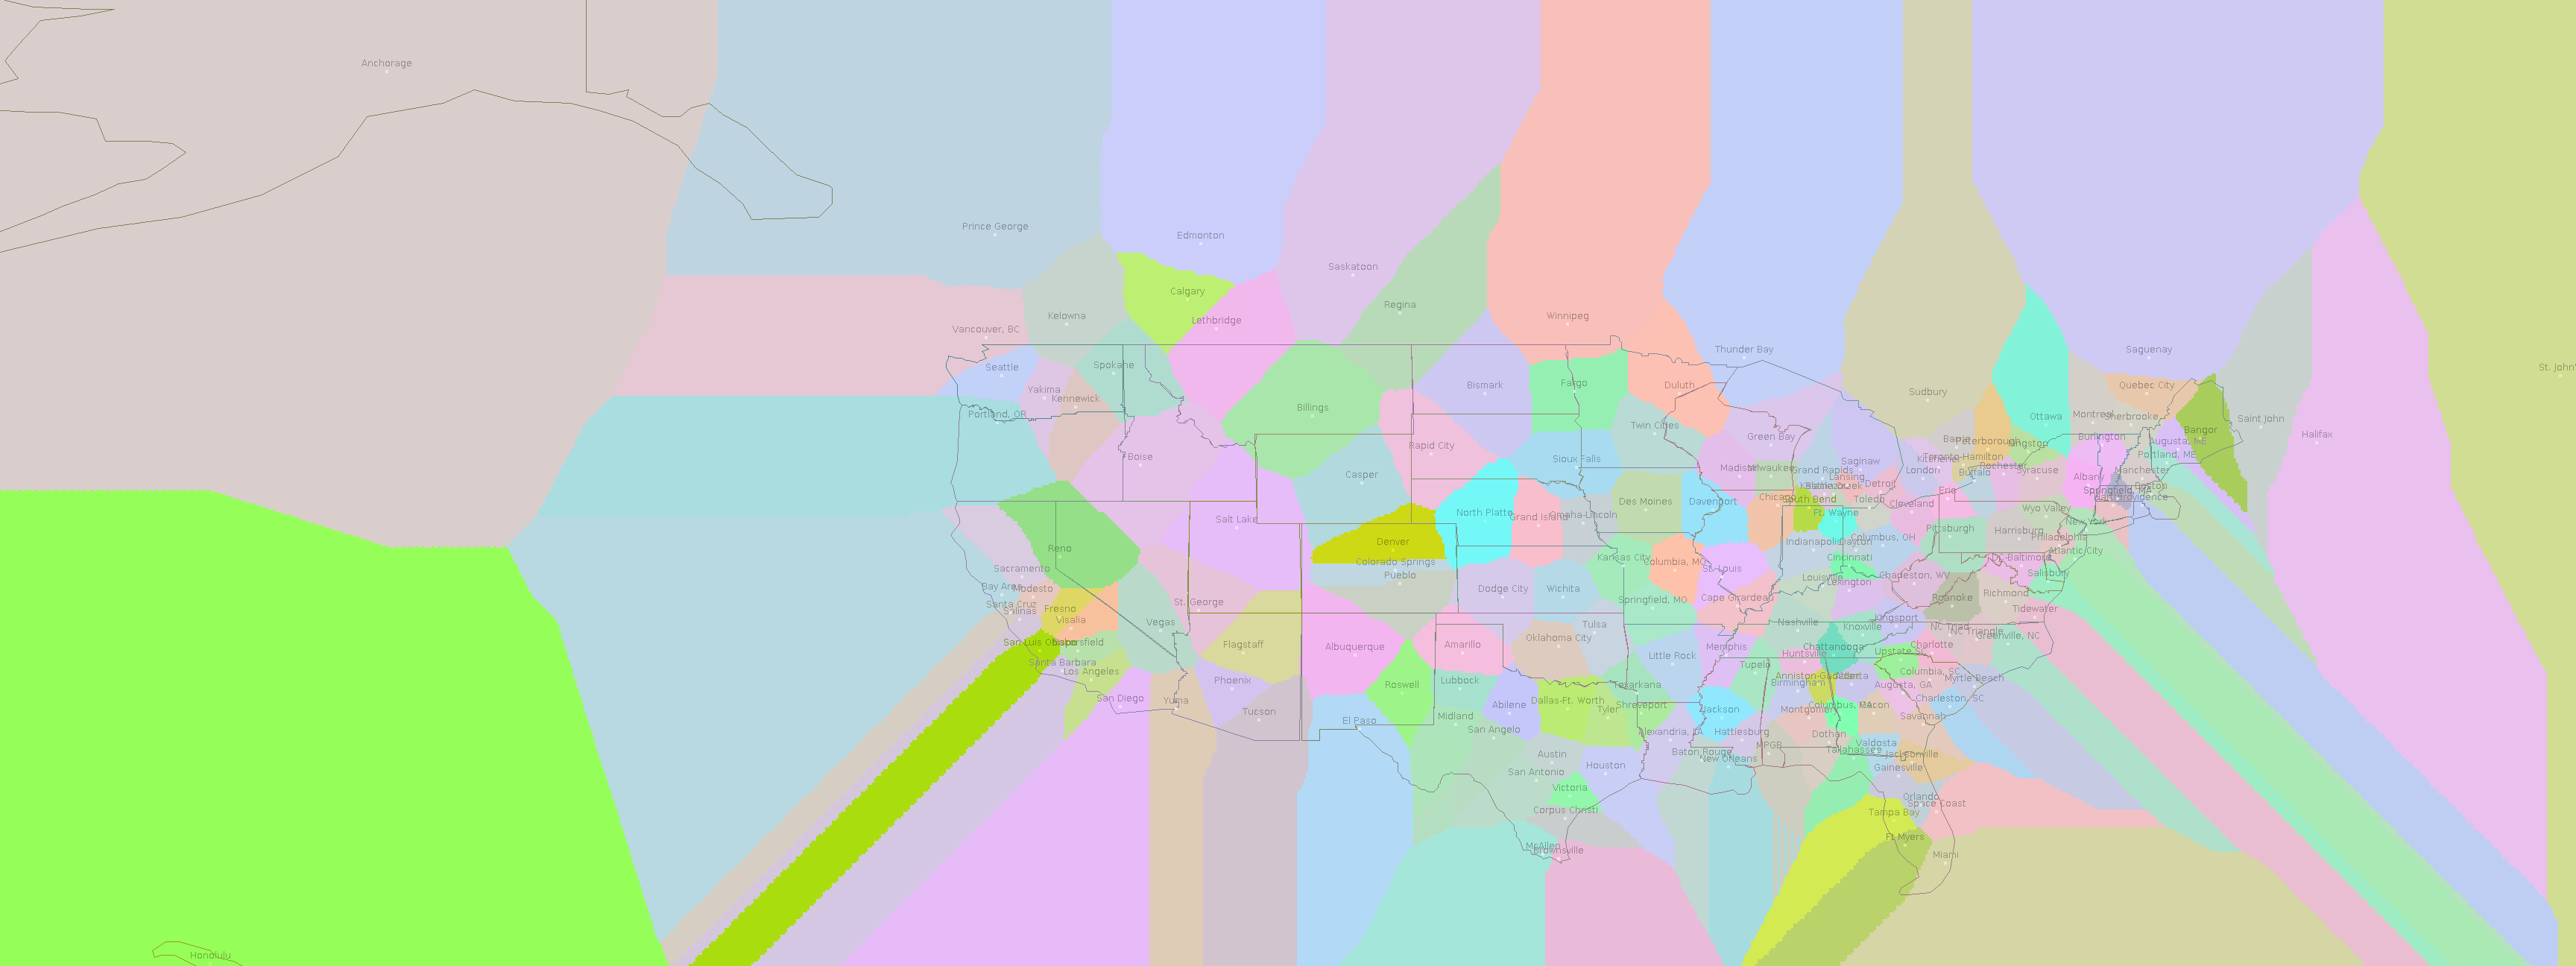 Anchorage
Prince George
Edmonton
Saskatoon
Calgary
Regina
Kelowna
Lethbridge
Winnipeg
Vancouver, BC
Thunder Bay
Saguenay
Seattle
Spokane
St. John's
Yakima
Kennewick
Bismark
Fargo
Duluth
Quebec City
Sudbury
Portland, OR
Billings
Montreal
Sherbrooke
Ottawa
Saint John
Twin Cities
Bangor
Halifax
Green Bay
Barrie
Peterborough
Kingston
Burlington
Augusta, ME
Rapid City
Boise
Sioux Falls
Toronto-Hamilton
Kitchener
Portland, ME
Saginaw
Madison
Milwaukee
Grand Rapids
London
Rochester
Buffalo
Syracuse
Manchester
Casper
Lansing
Albany
Detroit
Boston
Erie
Springfield, MA
Providence
Des Moines
Davenport
Chicago
South Bend
Toledo
Cleveland
North Platte
Grand Island
Omaha-Lincoln
Ft. Wayne
Wyo Valley
Salt Lake
New York
Pittsburgh
Harrisburg
Denver
Indianapolis
Dayton
Columbus, OH
Philadelphia
Reno
Atlantic City
Kansas City
Cincinnati
DC-Baltimore
Colorado Springs
Columbia, MO
Sacramento
St. Louis
Pueblo
Louisville
Lexington
Charleston, WV
Salisbury
Bay Area
Modesto
Dodge City
Wichita
Richmond
Santa Cruz
Salinas
Fresno
St. George
Springfield, MO
Cape Girardeau
Roanoke
Tidewater
Visalia
Vegas
Tulsa
Nashville
Knoxville
Kingsport
NC Triad
NC Triangle
Greenville, NC
San Luis Obispo
Bakersfield
Flagstaff
Albuquerque
Amarillo
Oklahoma City
Little Rock
Memphis
Huntsville
Chattanooga
Upstate SC
Charlotte
Santa Barbara
Los Angeles
Tupelo
Columbia, SC
Phoenix
Roswell
Lubbock
Texarkana
Birmingham
Anniston-Gadsden
Atlanta
Augusta, GA
Myrtle Beach
San Diego
Yuma
Tucson
Abilene
Dallas-Ft. Worth
Tyler
Shreveport
Jackson
Montgomery
Columbus, GA
Macon
Charleston, SC
El Paso
Midland
Savannah
San Angelo
Alexandria, LA
Hattiesburg
Dothan
Austin
Baton Rouge
New Orleans
MPGB
Tallahassee
Valdosta
Jacksonville
San Antonio
Houston
Gainesville
Victoria
Orlando
Space Coast
Corpus Christi
Tampa Bay
Ft. Myers
McAllen
Brownsville
Miami
Honolulu